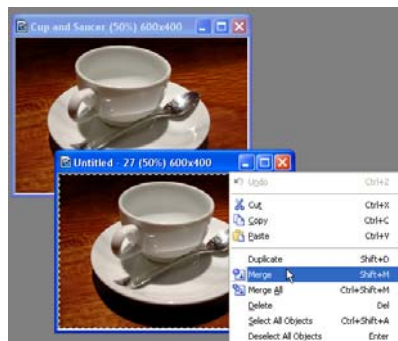 Cup and Saucer (50%) 600x400
Untitled - 27 (50%) 600x400
Undo Ctrl+Z
Cut Ctrl+X
Copy Ctrl+C
Paste Ctrl+V
Duplicate Shift+D
Merge Shift+M
Merge All Ctrl+Shift+M
Delete Del
Select All Objects Ctrl+Shift+A
Deselect All Objects Enter